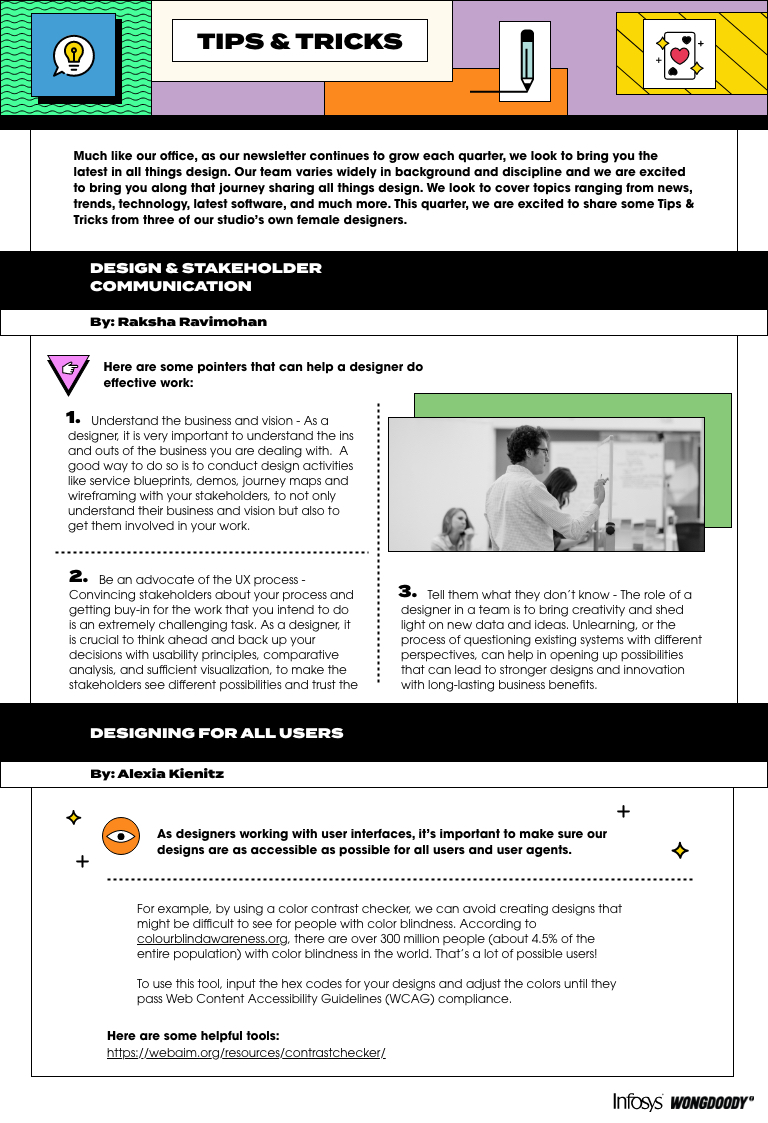 TIPS & TRICKS
Much like our office, as our newsletter continues to grow each quarter, we look to bring you the
latest in all things design. Our team varies widely in background and discipline and we are excited
to bring you along that journey sharing all things design. We look to cover topics ranging from news,
trends, technology, latest software, and much more. This quarter, we are excited to share some Tips &
Tricks from three of our studio’s own female designers.
DESIGN & STAKEHOLDER
COMMUNICATION
By: Raksha Ravimohan
Here are some pointers that can help a designer do
effective work:
1. Understand the business and vision - As a
designer, it is very important to understand the ins
and outs of the business you are dealing with. A
good way to do so is to conduct design activities
like service blueprints, demos, journey maps and
wireframing with your stakeholders, to not only
understand their business and vision but also to
get them involved in your work.
2. Be an advocate of the UX process -
Convincing stakeholders about your process and
getting buy-in for the work that you intend to do
is an extremely challenging task. As a designer, it
is crucial to think ahead and back up your
decisions with usability principles, comparative
analysis, and sufficient visualization, to make the
stakeholders see different possibilities and trust the
3. Tell them what they don’t know - The role of a
designer in a team is to bring creativity and shed
light on new data and ideas. Unlearning, or the
process of questioning existing systems with different
perspectives, can help in opening up possibilities
that can lead to stronger designs and innovation
with long-lasting business benefits.
DESIGNING FOR ALL USERS
By: Alexia Kienitz
As designers working with user interfaces, it’s important to make sure our
designs are as accessible as possible for all users and user agents.
For example, by using a color contrast checker, we can avoid creating designs that
might be difficult to see for people with color blindness. According to
colourblindawareness.org, there are over 300 million people (about 4.5% of the
entire population) with color blindness in the world. That’s a lot of possible users!
To use this tool, input the hex codes for your designs and adjust the colors until they
pass Web Content Accessibility Guidelines (WCAG) compliance.
Here are some helpful tools:
https://webaim.org/resources/contrastchecker/
Infosys WONGDOODY